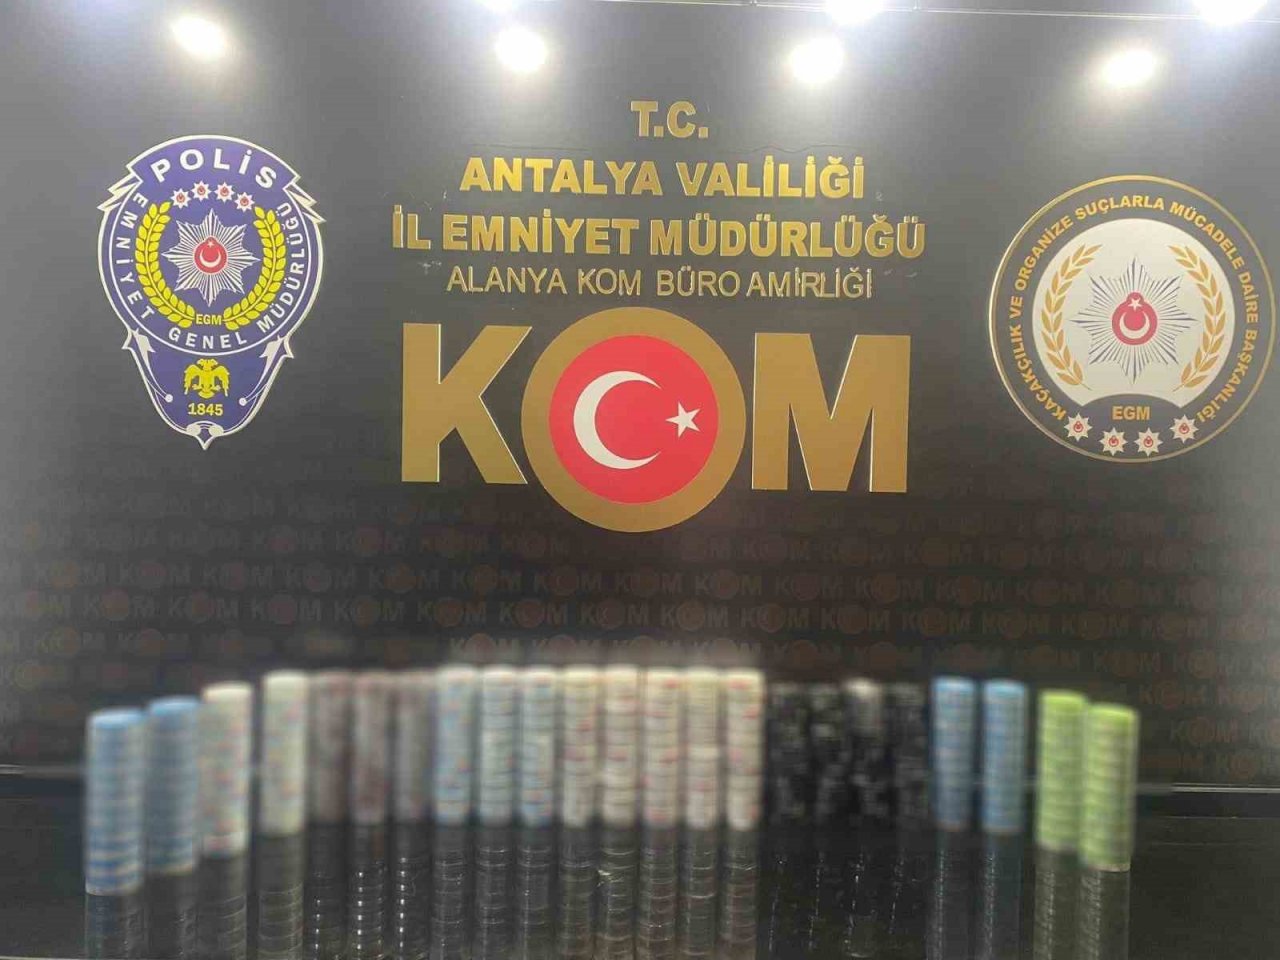 POLİS
EMNİYET GENEL MÜDÜRLÜĞÜ
EGM
1845
T.C.
ANTALYA VALİLİĞİ
İL EMNİYET MÜDÜRLÜĞÜ
ALANYA KOM BÜRO AMİRLİĞİ
KOM
KAÇAKÇILIK VE ORGANİZE SUÇLARLA MÜCADELE DAİRE BAŞKANLIĞI
EGM